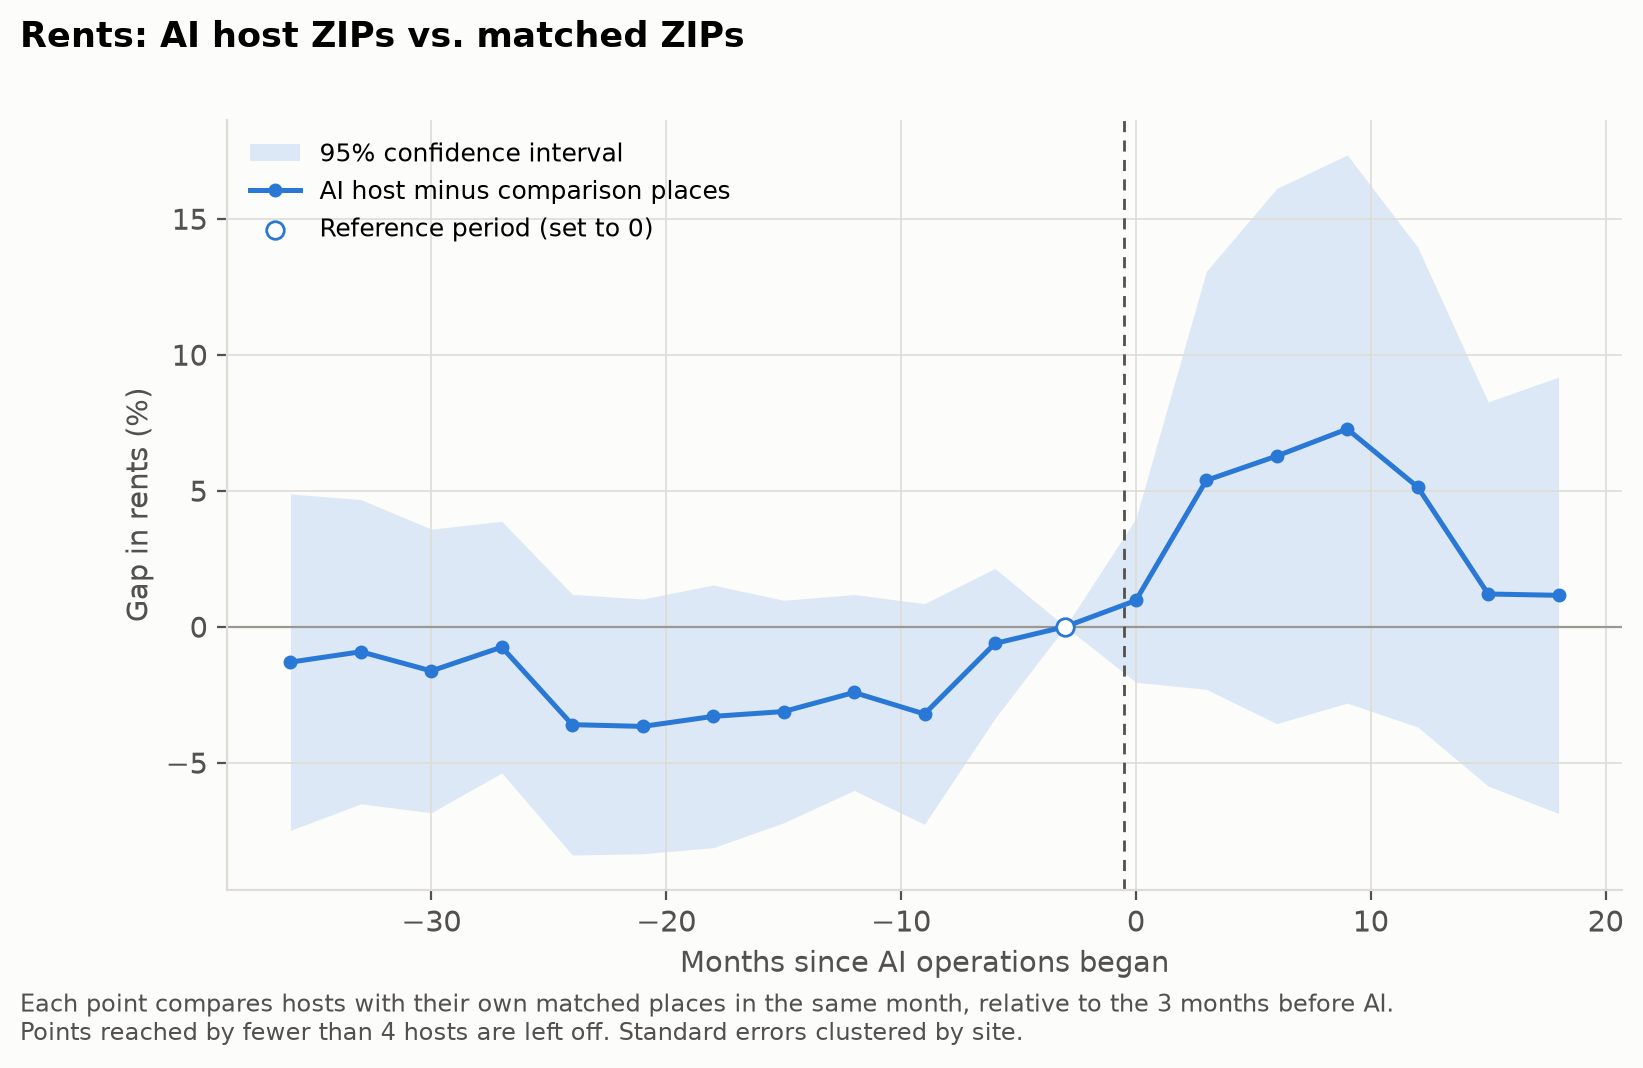 Rents: AI host ZIPs vs. matched ZIPs
95% confidence interval
AI host minus comparison places
Reference period (set to 0)
Gap in rents (%)
15
10
5
0
−5
−30
−20
−10
0
10
20
Months since AI operations began
Each point compares hosts with their own matched places in the same month, relative to the 3 months before AI.
Points reached by fewer than 4 hosts are left off. Standard errors clustered by site.